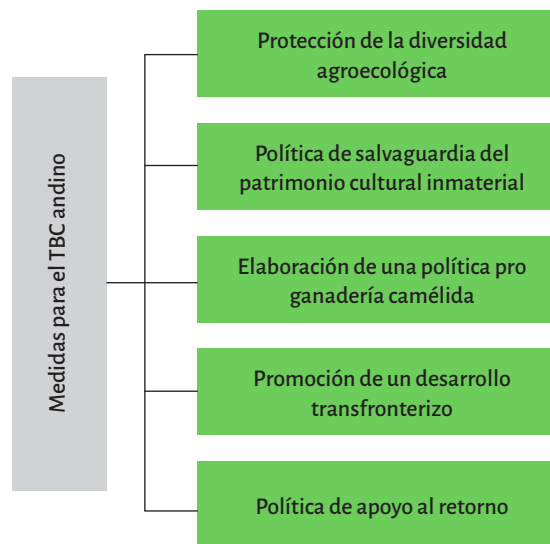 Medidas para el TBC andino
Protección de la diversidad
agroecológica
Política de salvaguardia del
patrimonio cultural inmaterial
Elaboración de una política pro
ganadería camélida
Promoción de un desarrollo
transfronterizo
Política de apoyo al retorno